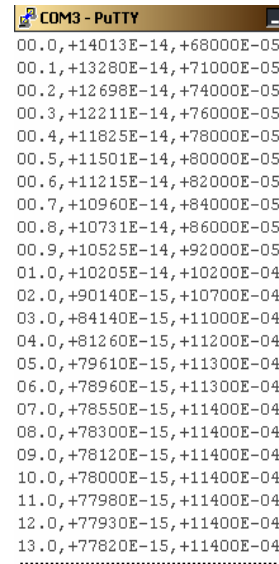 COM3 - PuTTY
00.0,+14013E-14,+68000E-05
00.1,+13280E-14,+71000E-05
00.2,+12698E-14,+74000E-05
00.3,+12211E-14,+76000E-05
00.4,+11825E-14,+78000E-05
00.5,+11501E-14,+80000E-05
00.6,+11215E-14,+82000E-05
00.7,+10960E-14,+84000E-05
00.8,+10731E-14,+86000E-05
00.9,+10525E-14,+92000E-05
01.0,+10205E-14,+10200E-04
02.0,+90140E-15,+10700E-04
03.0,+84140E-15,+11000E-04
04.0,+81260E-15,+11200E-04
05.0,+79610E-15,+11300E-04
06.0,+78960E-15,+11300E-04
07.0,+78550E-15,+11400E-04
08.0,+78300E-15,+11400E-04
09.0,+78120E-15,+11400E-04
10.0,+78000E-15,+11400E-04
11.0,+77980E-15,+11400E-04
12.0,+77930E-15,+11400E-04
13.0,+77820E-15,+11400E-04